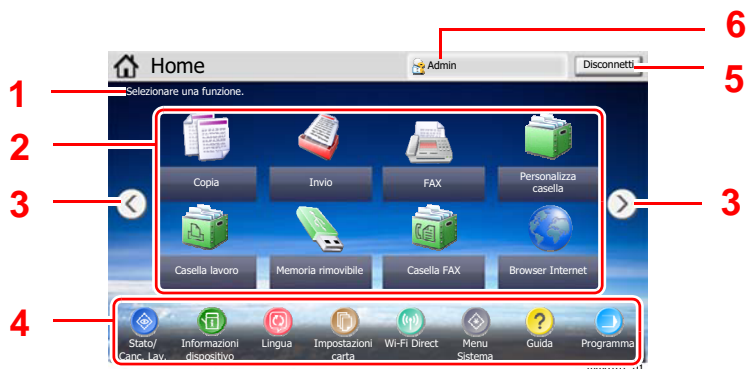 6
Home
Admin
Disconnetti
5
1
Selezionare una funzione.
2
Copia
Invio
FAX
Personalizza
casella
3
3
Casella lavoro
Memoria rimovibile
Casella FAX
Browser Internet
4
Stato/
Canc. Lav.
Informazioni
dispositivo
Lingua
Impostazioni
carta
Wi-Fi Direct
Menu
Sistema
Guida
Programma